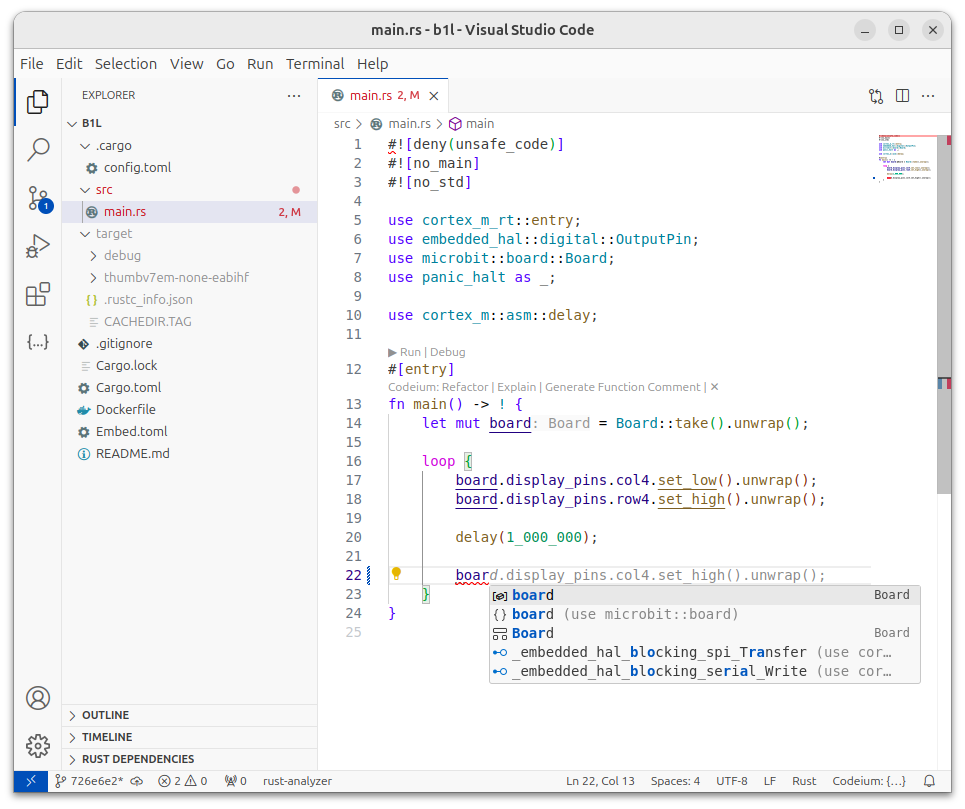 main.rs - b1l - Visual Studio Code
File Edit Selection View Go Run Terminal Help
EXPLORER
B1L
.cargo
config.toml
src
main.rs 2, M
target
debug
thumbv7em-none-eabihf
{} .rustc_info.json
CACHEDIR.TAG
.gitignore
Cargo.lock
Cargo.toml
Dockerfile
Embed.toml
README.md
OUTLINE
TIMELINE
RUST DEPENDENCIES
1
{...}
main.rs 2, M
src > main.rs > main
1 #![deny(unsafe_code)]
2 #![no_main]
3 #![no_std]
4
5 use cortex_m_rt::entry;
6 use embedded_hal::digital::OutputPin;
7 use microbit::board::Board;
8 use panic_halt as _;
9
10 use cortex_m::asm::delay;
11
▶ Run | Debug
12 #[entry]
Codeium: Refactor | Explain | Generate Function Comment | ✕
13 fn main() -> ! {
14 let mut board: Board = Board::take().unwrap();
15
16 loop {
17 board.display_pins.col4.set_low().unwrap();
18 board.display_pins.row4.set_high().unwrap();
19
20 delay(1_000_000);
21
22 board.display_pins.col4.set_high().unwrap();
23 }
24 }
25
board Board
{} board (use microbit::board)
Board Board
_embedded_hal_blocking_spi_Transfer (use cor…
_embedded_hal_blocking_serial_Write (use cor…
726e6e2* 2 0 0 rust-analyzer Ln 22, Col 13 Spaces: 4 UTF-8 LF Rust Codeium: {...}